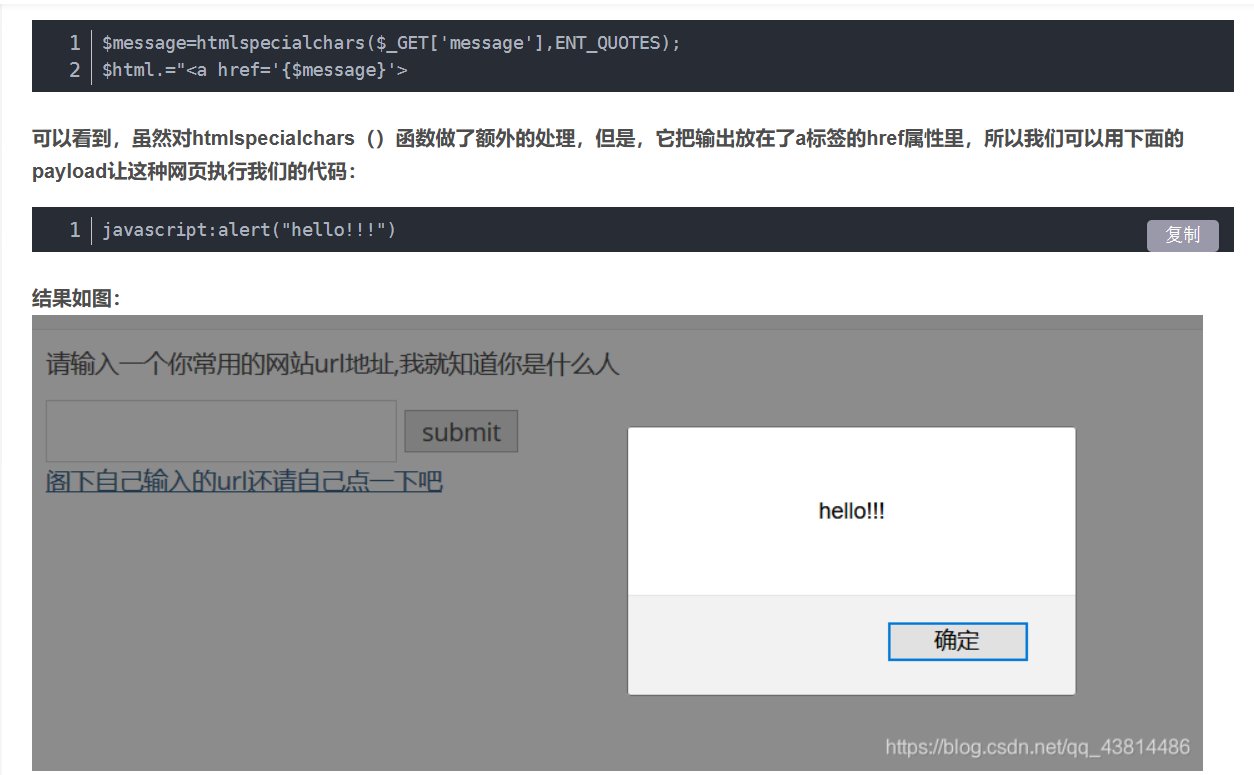 1 $message=htmlspecialchars($_GET['message'],ENT_QUOTES);
2 $html.="<a href='{$message}'>
可以看到，虽然对htmlspecialchars（）函数做了额外的处理，但是，它把输出放在了a标签的href属性里，所以我们可以用下面的
payload让这种网页执行我们的代码：
1 javascript:alert("hello!!!")
复制
结果如图：
请输入一个你常用的网站url地址,我就知道你是什么人
submit
阁下自己输入的url还请自己点一下吧
hello!!!
确定
https://blog.csdn.net/qq_43814486